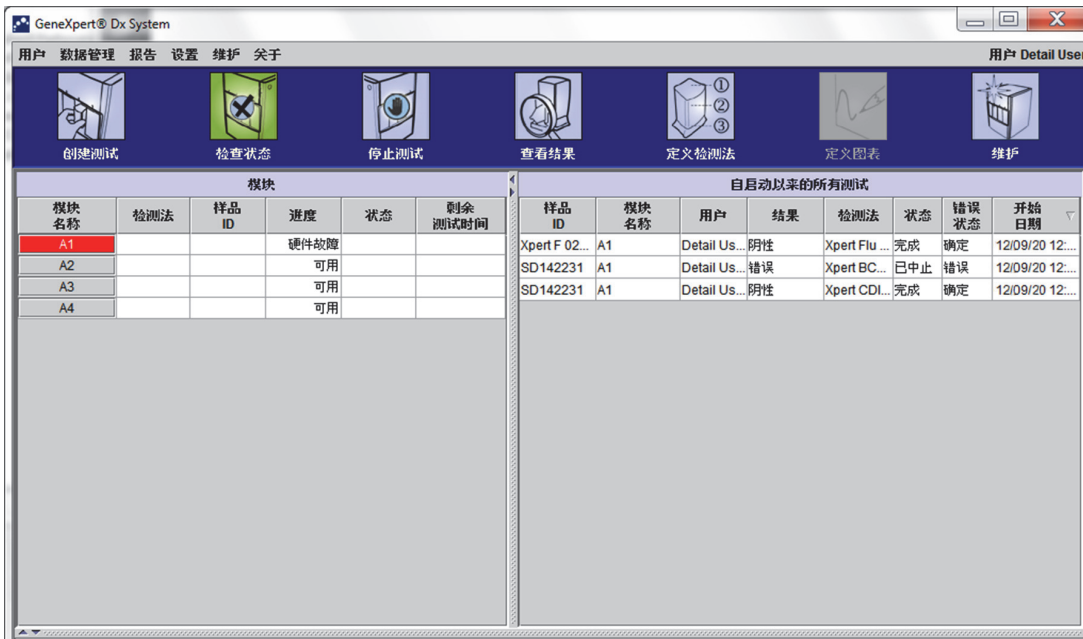 GeneXpert® Dx System
用户 数据管理 报告 设置 维护 关于 用户 Detail User
① ② ③
创建测试 检查状态 停止测试 查看结果 定义检测法 定义图表 维护
模块 自启动以来的所有测试
模块名称 检测法 样品ID 进度 状态 剩余测试时间 样品ID 模块名称 用户 结果 检测法 状态 错误状态 开始日期
A1 硬件故障 Xpert F 02... A1 Detail Us... 阴性 Xpert Flu ... 完成 确定 12/09/20 12:...
A2 可用 SD142231 A1 Detail Us... 错误 Xpert BC... 已中止 错误 12/09/20 12:...
A3 可用 SD142231 A1 Detail Us... 阴性 Xpert CDI... 完成 确定 12/09/20 12:...
A4 可用